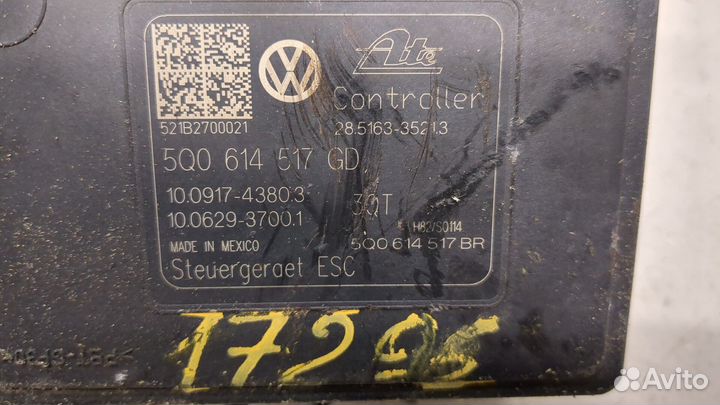 VW
Ate
521B2700021
Controller
28.5163-3521.3
5Q0 614 517 GD
10.0917-4380.3
3QT
10.0629-3700.1
H82/S0114
MADE IN MEXICO
5Q0 614 517 BR
Steuergeraet ESC
Avito